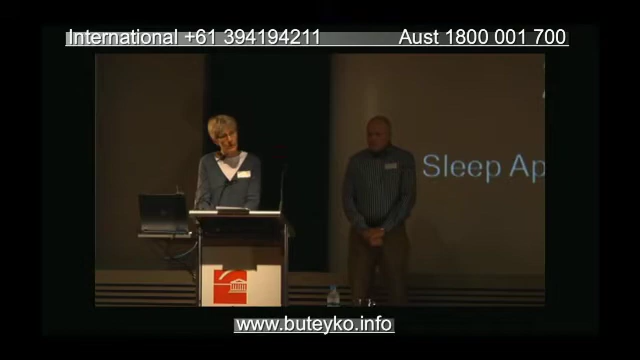 International +61 394194211 Aust 1800 001 700
Sleep Ap
www.buteyko.info